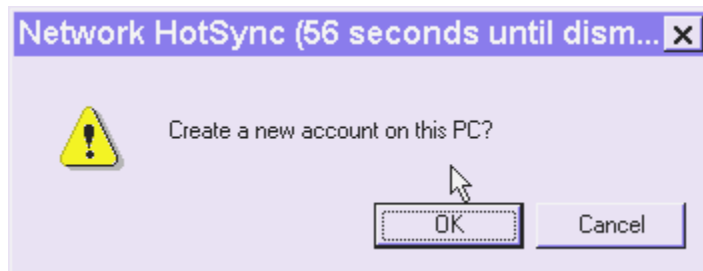 Network HotSync (56 seconds until dism...
Create a new account on this PC?
OK Cancel